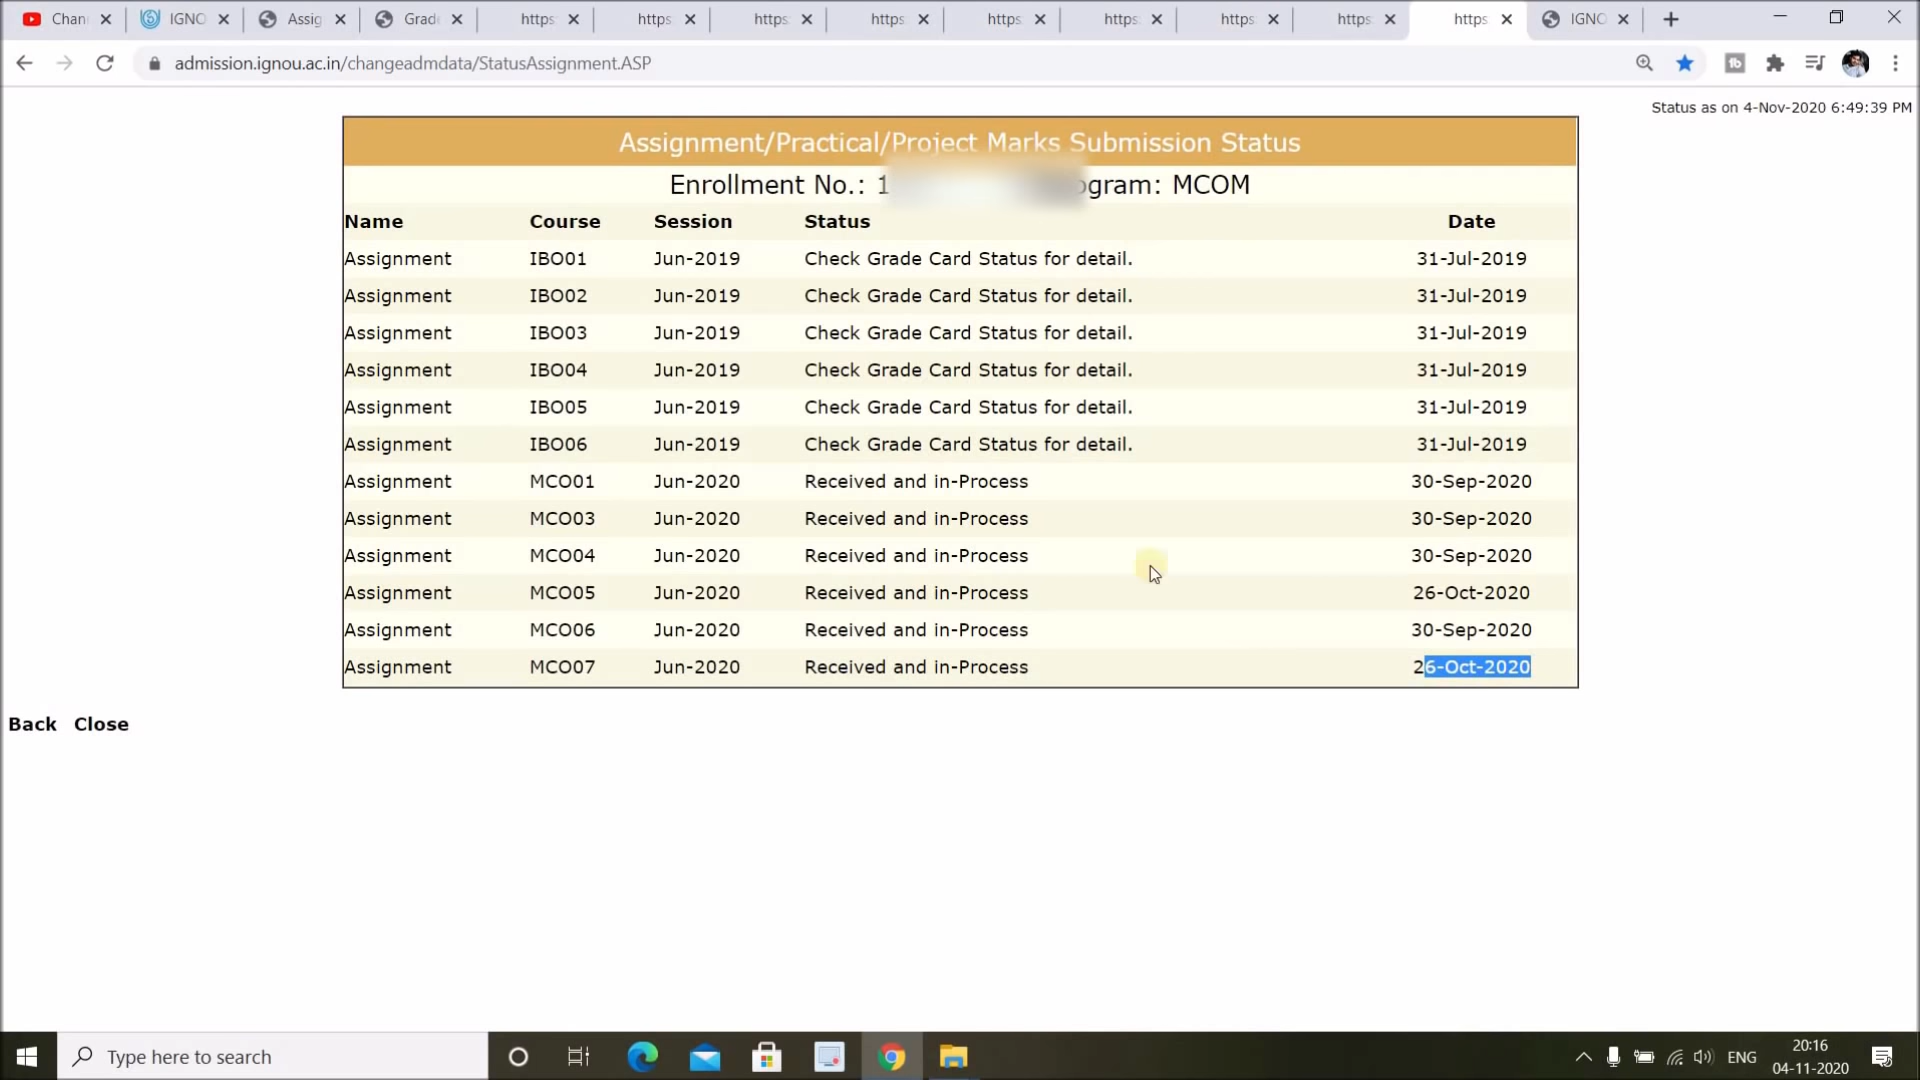 Chan
IGNO
Assig
Grad
https
https
https
https
https
https
https
https
https
IGNO
admission.ignou.ac.in/changeadmdata/StatusAssignment.ASP
Status as on 4-Nov-2020 6:49:39 PM
Assignment/Practical/Project Marks Submission Status
Enrollment No.: 1 ogram: MCOM
Name Course Session Status Date
Assignment IBO01 Jun-2019 Check Grade Card Status for detail. 31-Jul-2019
Assignment IBO02 Jun-2019 Check Grade Card Status for detail. 31-Jul-2019
Assignment IBO03 Jun-2019 Check Grade Card Status for detail. 31-Jul-2019
Assignment IBO04 Jun-2019 Check Grade Card Status for detail. 31-Jul-2019
Assignment IBO05 Jun-2019 Check Grade Card Status for detail. 31-Jul-2019
Assignment IBO06 Jun-2019 Check Grade Card Status for detail. 31-Jul-2019
Assignment MCO01 Jun-2020 Received and in-Process 30-Sep-2020
Assignment MCO03 Jun-2020 Received and in-Process 30-Sep-2020
Assignment MCO04 Jun-2020 Received and in-Process 30-Sep-2020
Assignment MCO05 Jun-2020 Received and in-Process 26-Oct-2020
Assignment MCO06 Jun-2020 Received and in-Process 30-Sep-2020
Assignment MCO07 Jun-2020 Received and in-Process 26-Oct-2020
Back Close
Type here to search
ENG
20:16
04-11-2020